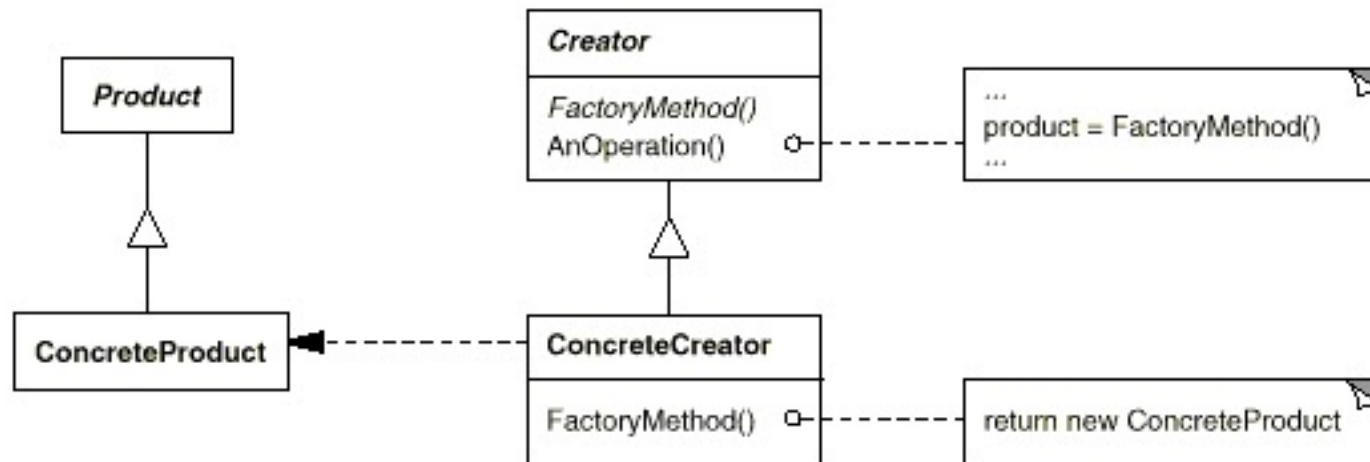 Product
ConcreteProduct
Creator
FactoryMethod()
AnOperation()
...
product = FactoryMethod()
...
ConcreteCreator
FactoryMethod()
return new ConcreteProduct